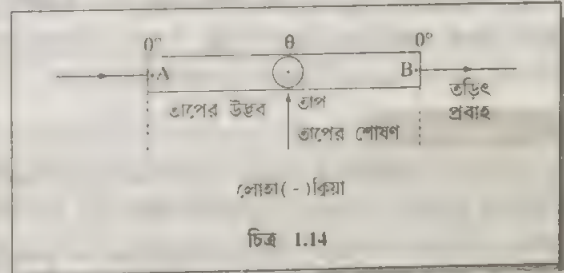 0° θ 0°
A B
তাপের উদ্ভব তাপ তড়িৎ
তাপের শোষণ প্রবাহ
লোহা (-) ক্রিয়া
চিত্র 1.14